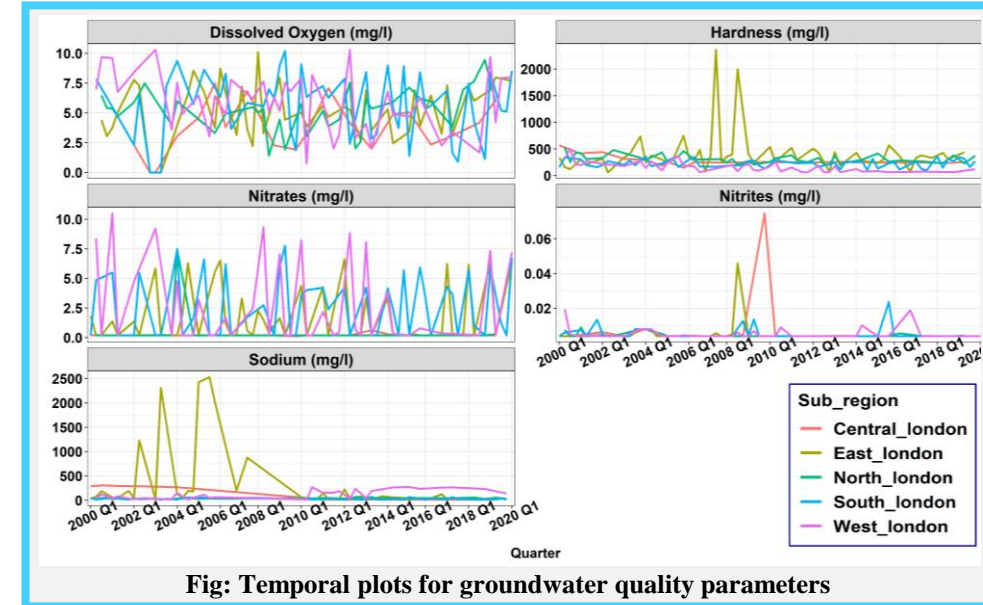 Dissolved Oxygen (mg/l)
10.0
7.5
5.0
2.5
0.0
Hardness (mg/l)
2000
1500
1000
500
0
Nitrates (mg/l)
10.0
7.5
5.0
2.5
0.0
Nitrites (mg/l)
0.06
0.04
0.02
2000 Q1 2002 Q1 2004 Q1 2006 Q1 2008 Q1 2010 Q1 2012 Q1 2014 Q1 2016 Q1 2018 Q1
Sodium (mg/l)
2500
2000
1500
1000
500
0
2000 Q1 2002 Q1 2004 Q1 2006 Q1 2008 Q1 2010 Q1 2012 Q1 2014 Q1 2016 Q1 2018 Q1 2020 Q1
Sub_region
Central_london
East_london
North_london
South_london
West_london
Quarter
Fig: Temporal plots for groundwater quality parameters